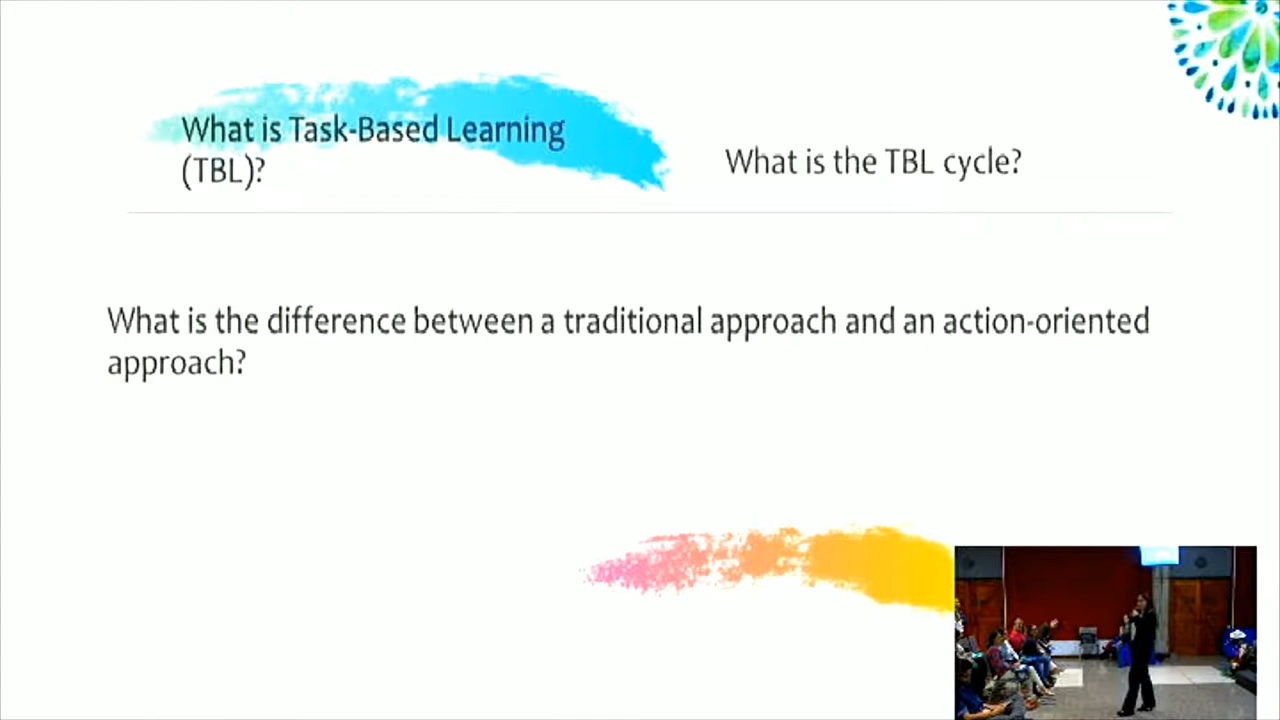 What is Task-Based Learning
(TBL)?
What is the TBL cycle?
What is the difference between a traditional approach and an action-oriented
approach?